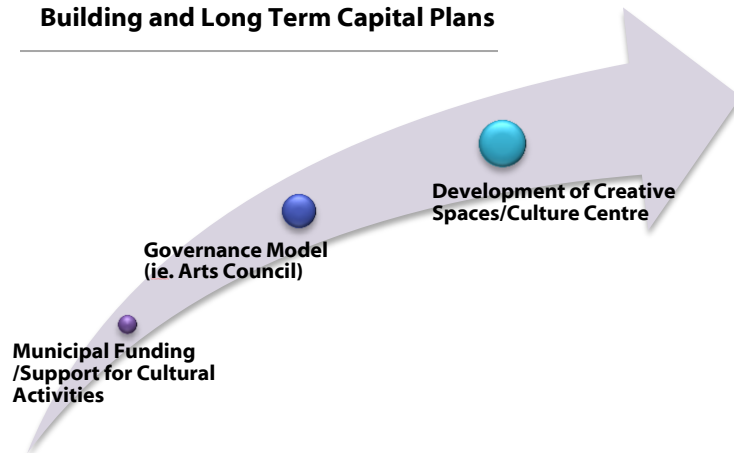 Building and Long Term Capital Plans
Development of Creative
Spaces/Culture Centre
Governance Model
(ie. Arts Council)
Municipal Funding
/Support for Cultural
Activities